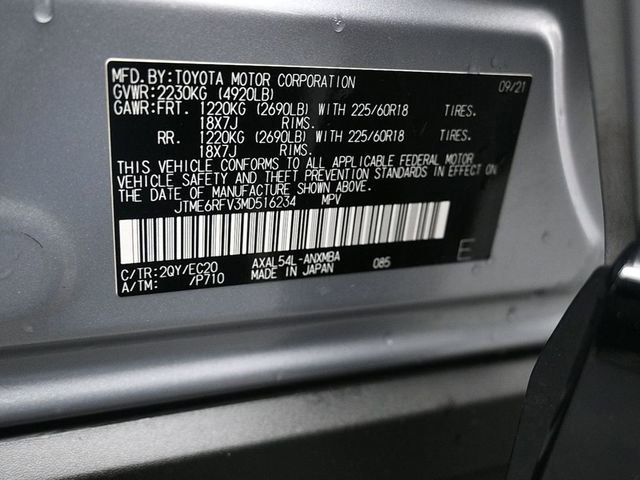 MFD.BY:TOYOTA MOTOR CORPORATION 09/21
GVWR:2230KG (4920LB)
GAWR:FRT. 1220KG (2690LB) WITH 225/60R18 TIRES.
18X7J RIMS.
RR. 1220KG (2690LB) WITH 225/60R18 TIRES.
18X7J RIMS.
THIS VEHICLE CONFORMS TO ALL APPLICABLE FEDERAL MOTOR
VEHICLE SAFETY AND THEFT PREVENTION STANDARDS IN EFFECT ON
THE DATE OF MANUFACTURE SHOWN ABOVE.
JTME6RFV3MD516234 MPV
C/TR:2QY/EC20 AXAL54L-ANXMBA 085 E
A/TM: /P710 MADE IN JAPAN